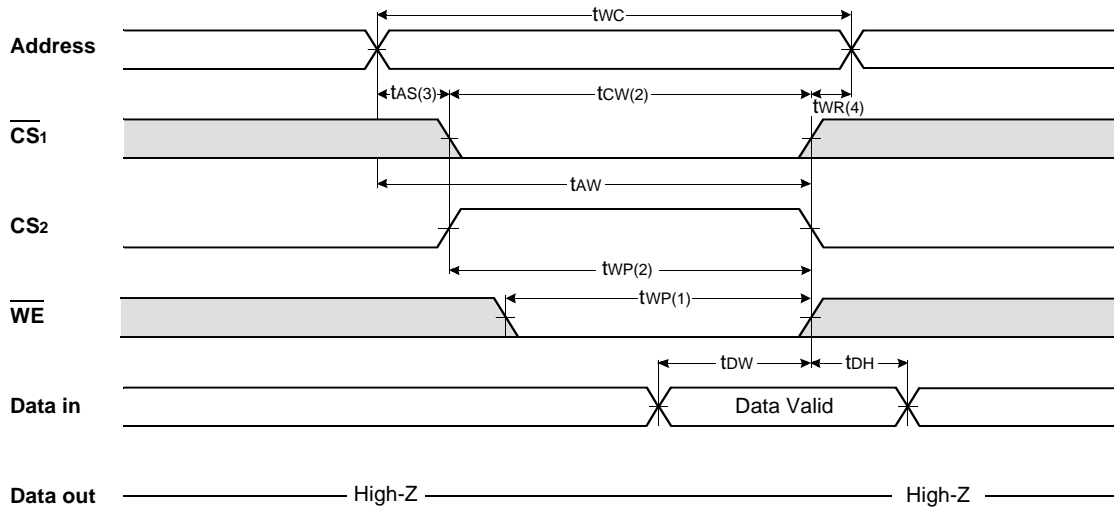 tWC
Address
tAS(3)
tCW(2)
tWR(4)
CS1
tAW
CS2
tWP(2)
tWP(1)
WE
tDW
tDH
Data in
Data Valid
Data out
High-Z
High-Z